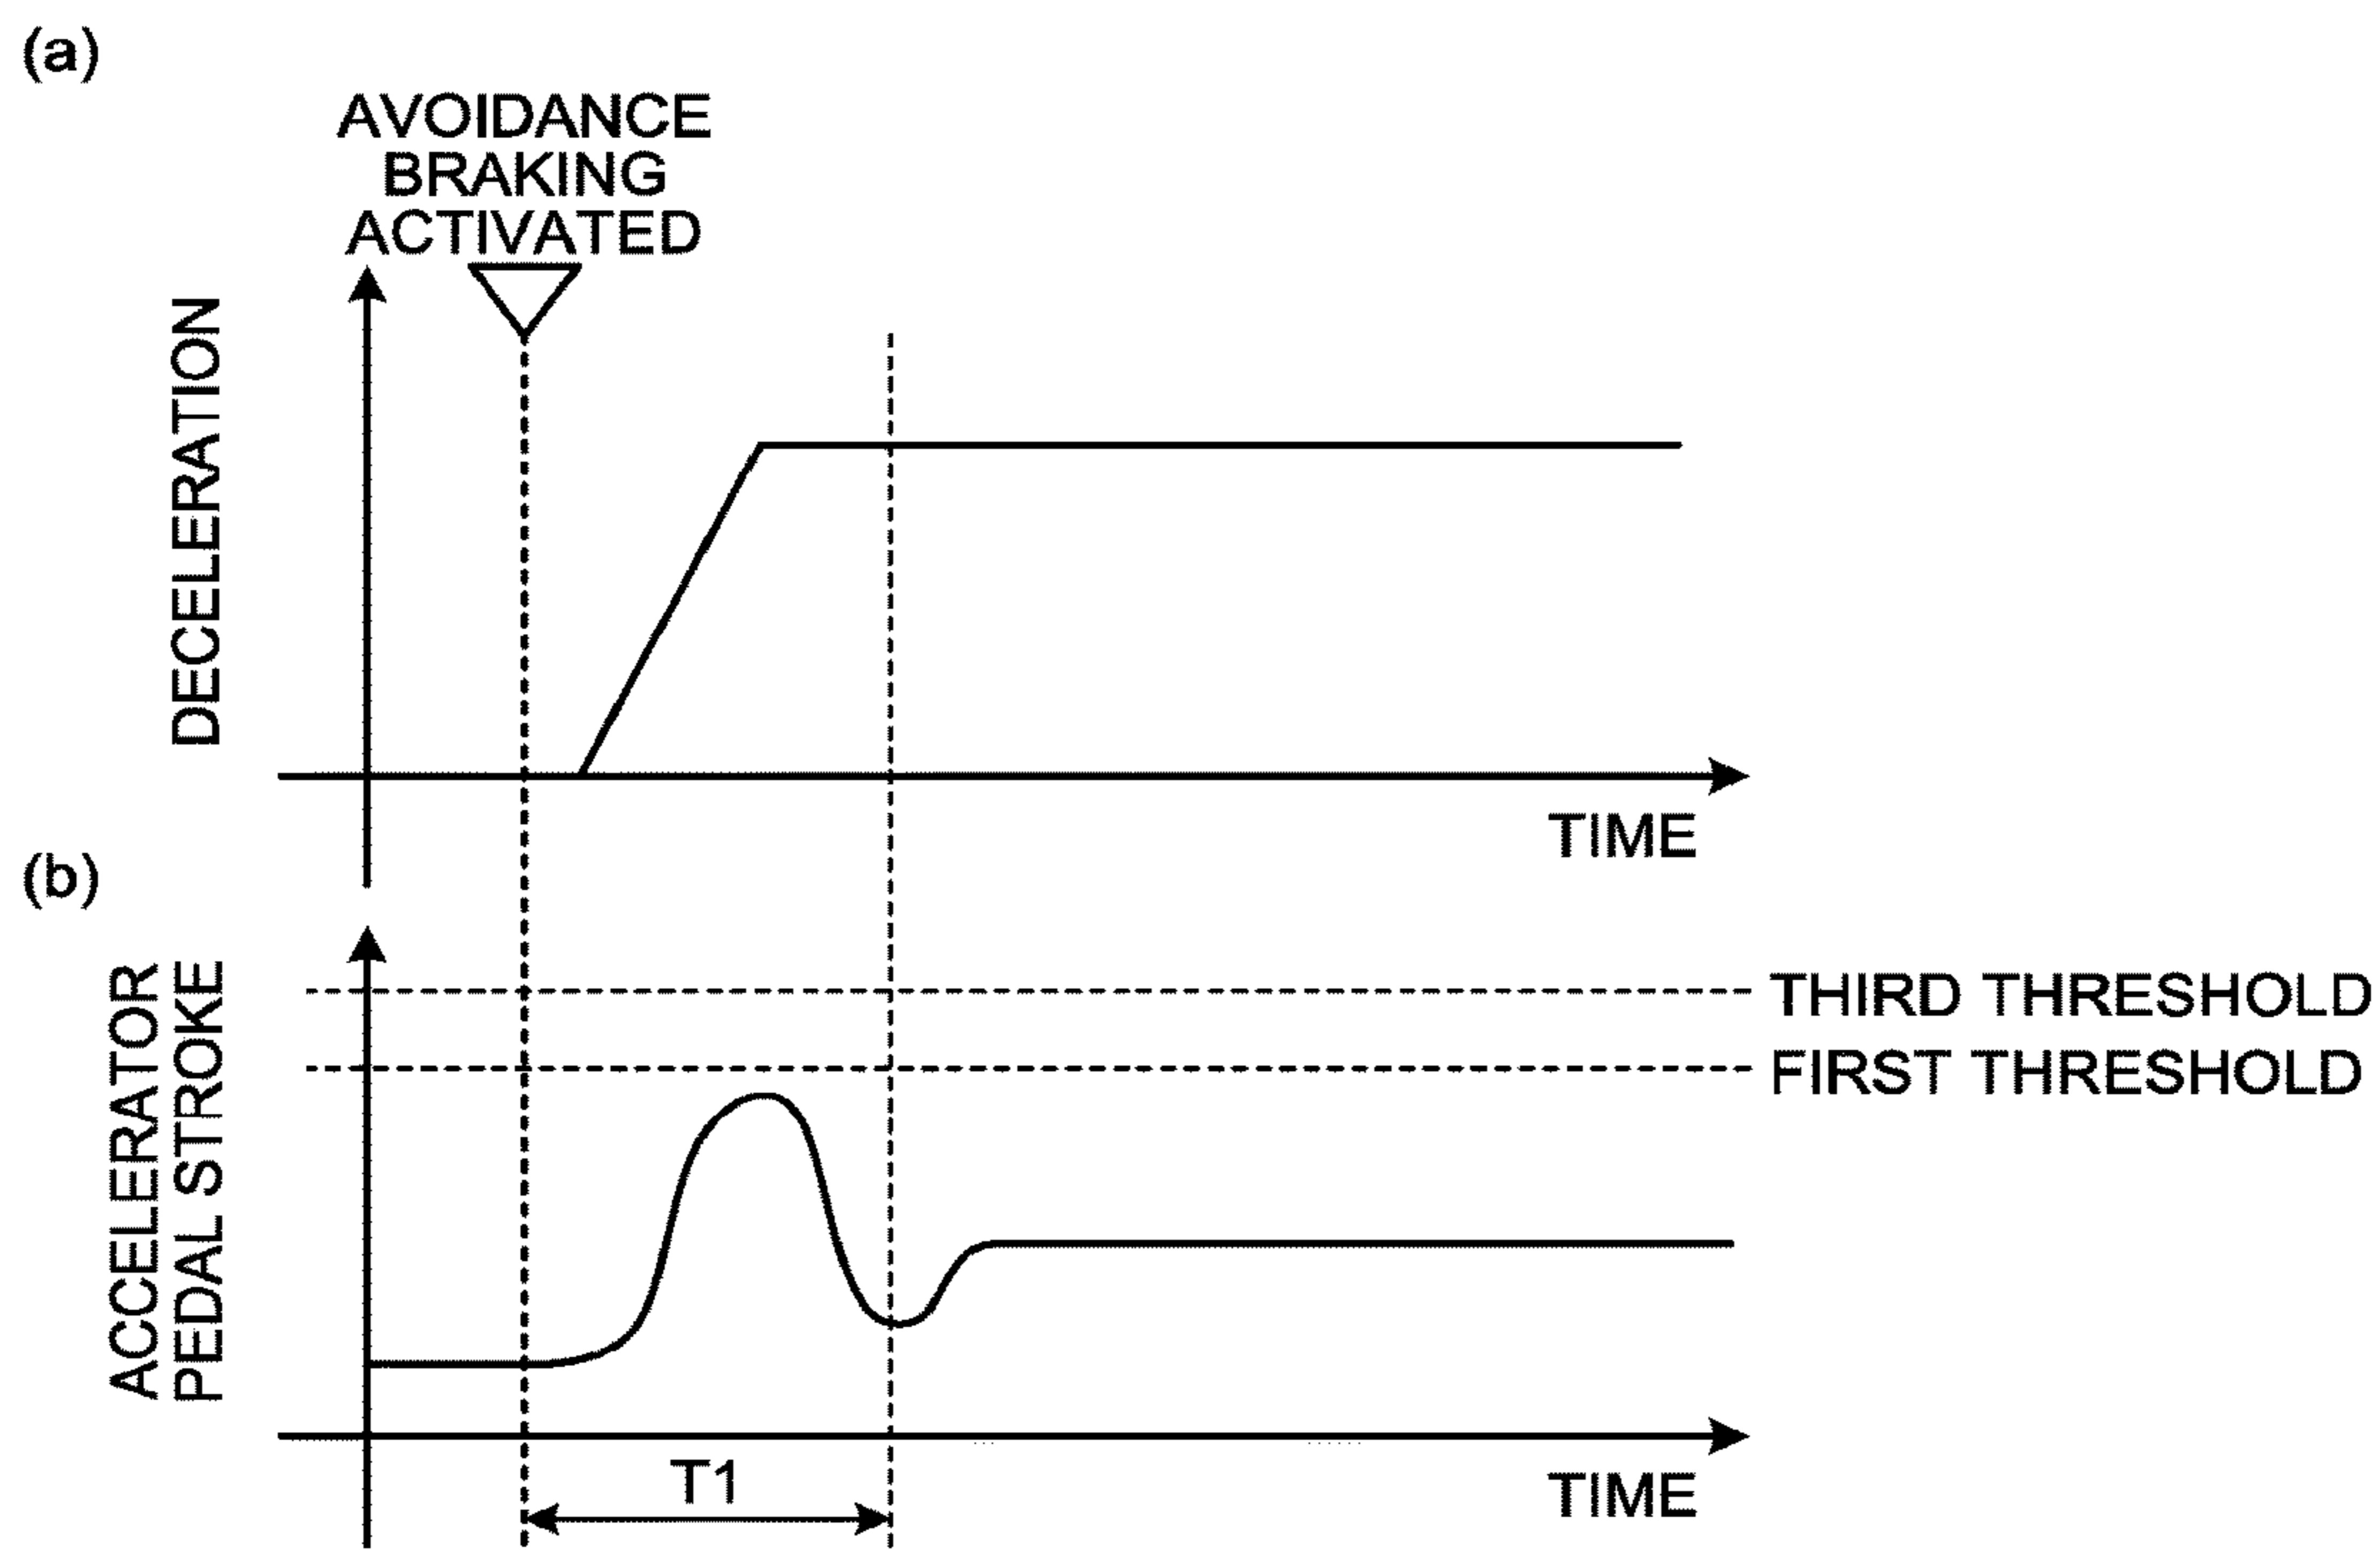 (a)
AVOIDANCE
BRAKING
ACTIVATED
DECELERATION
TIME
(b)
ACCELERATOR
PEDAL STROKE
THIRD THRESHOLD
FIRST THRESHOLD
T1
TIME